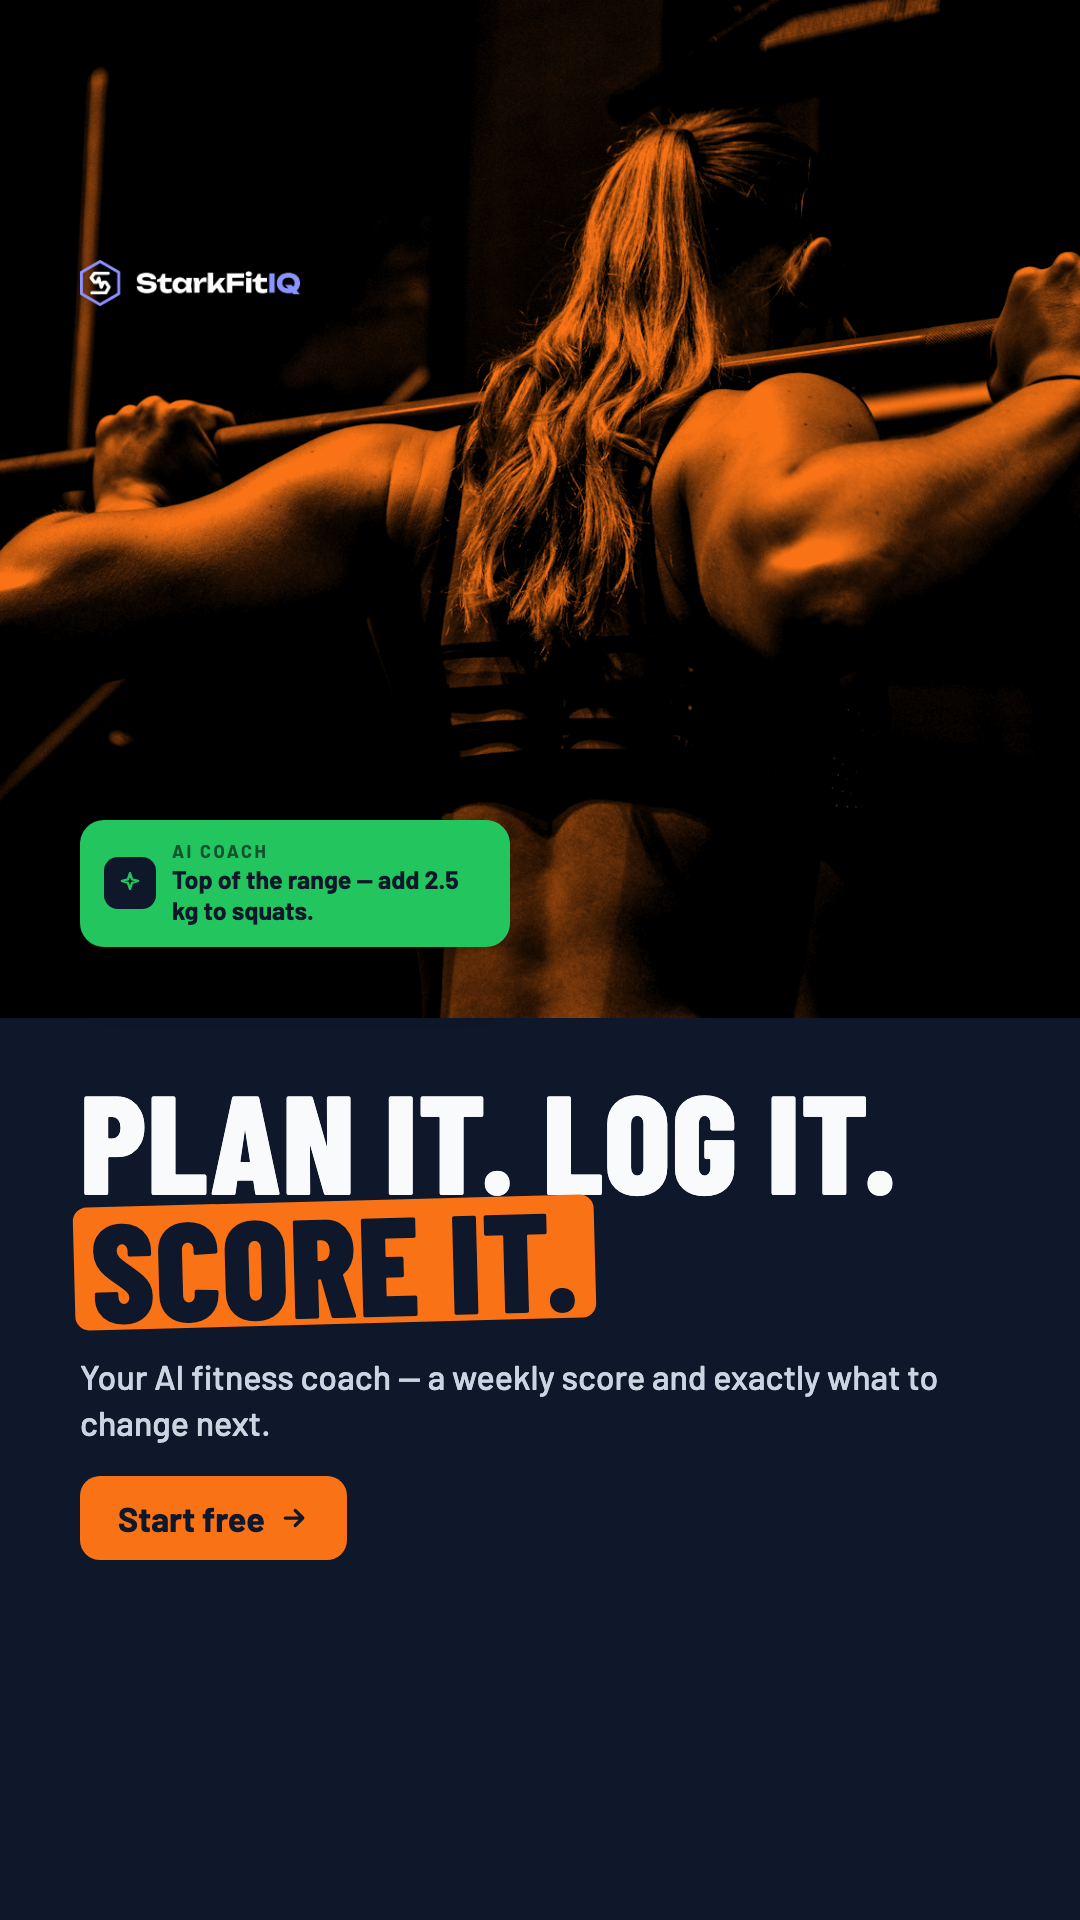 StarkFitIQ
AI COACH
Top of the range — add 2.5
kg to squats.
PLAN IT. LOG IT.
SCORE IT.
Your AI fitness coach — a weekly score and exactly what to
change next.
Start free →